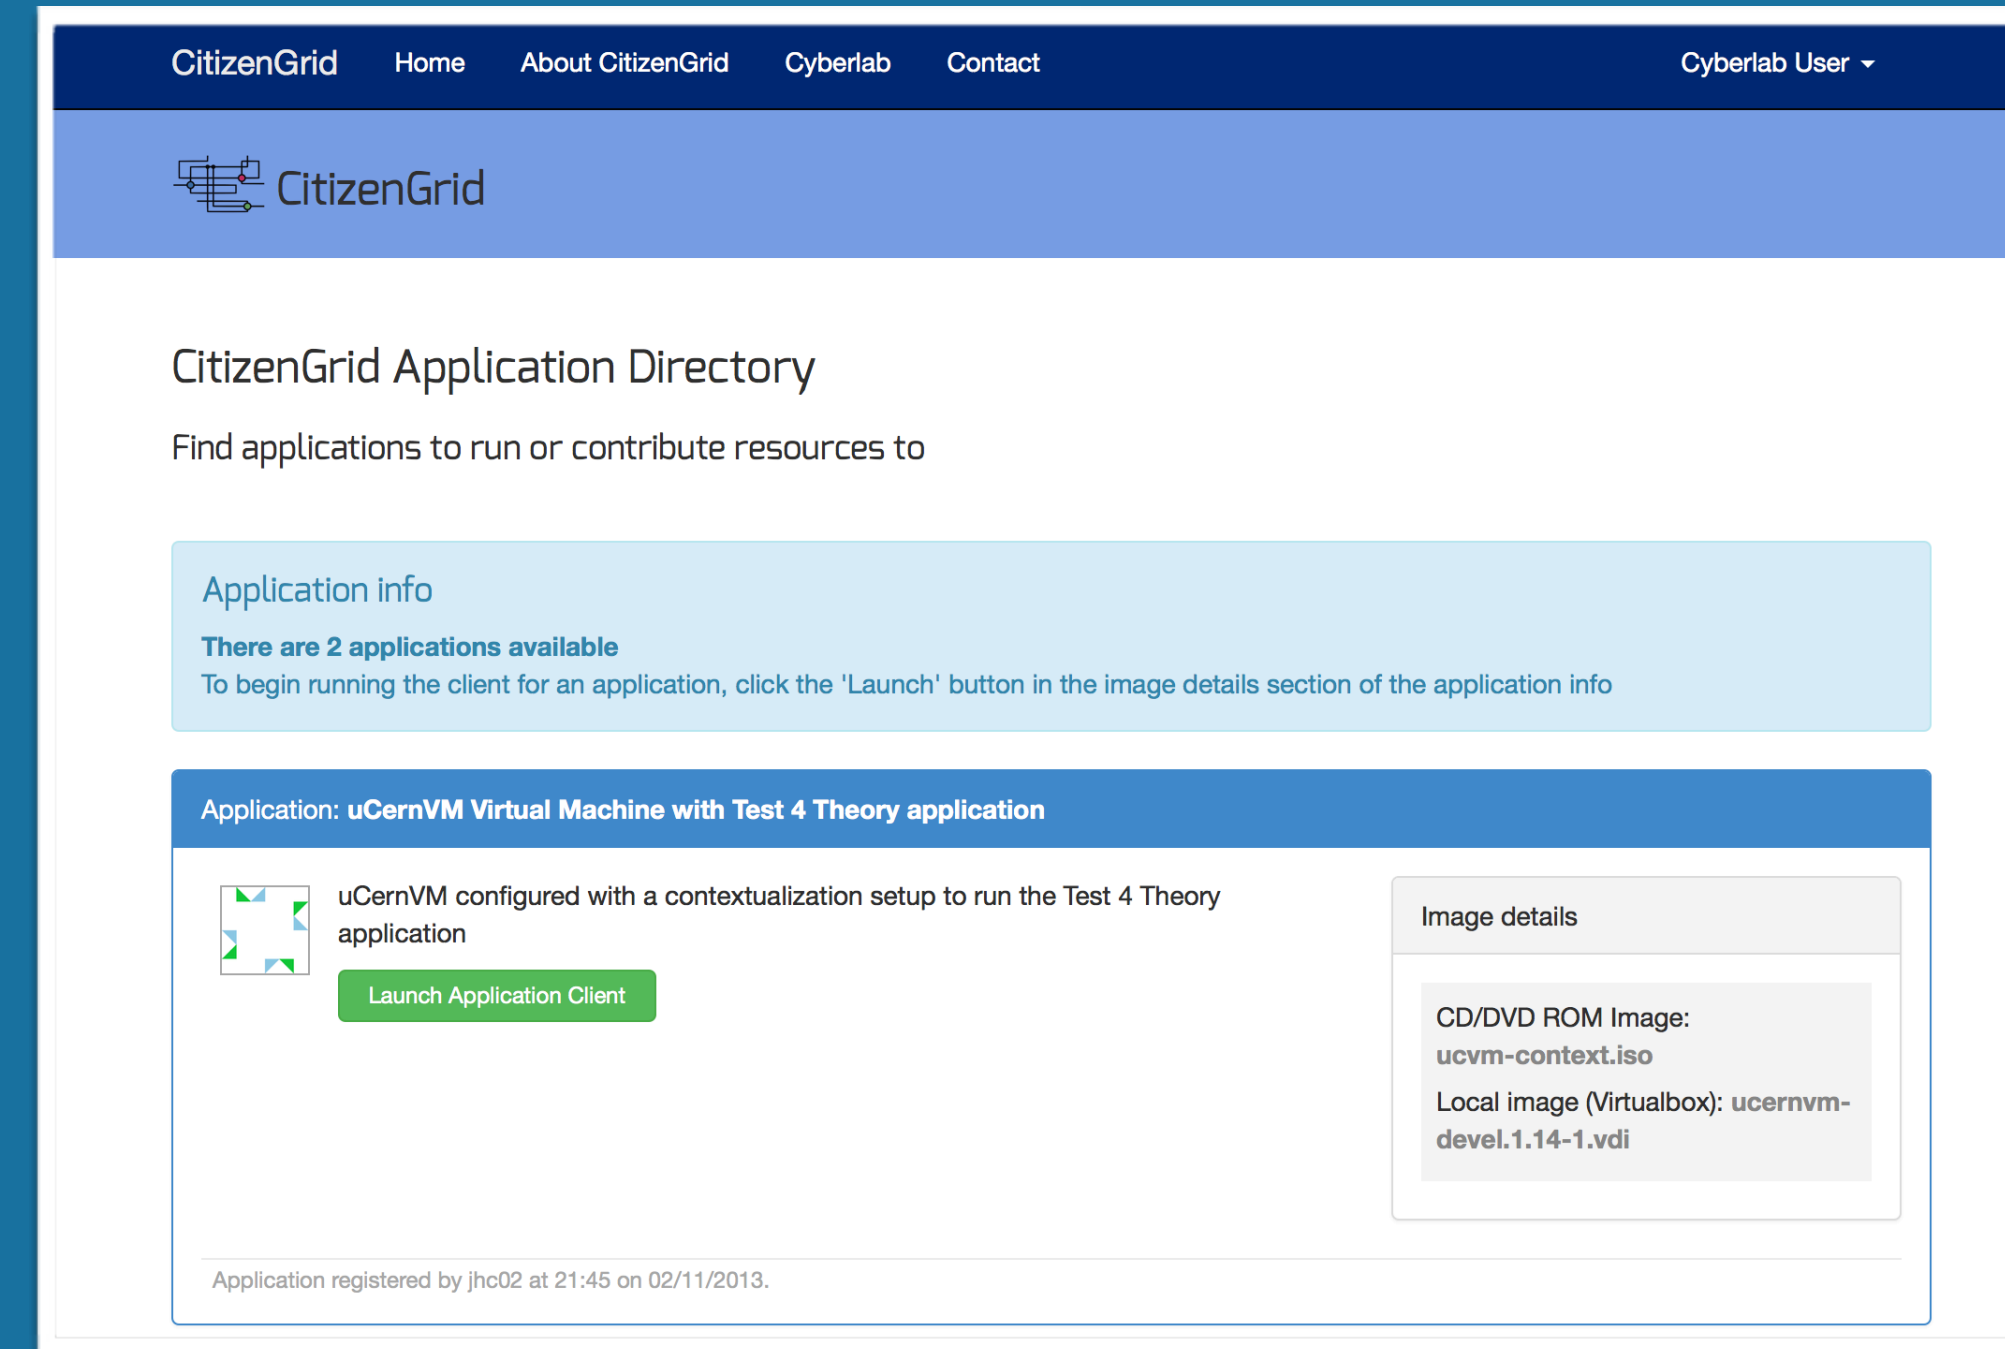 CitizenGrid Home About CitizenGrid Cyberlab Contact Cyberlab User
CitizenGrid
CitizenGrid Application Directory
Find applications to run or contribute resources to
Application info
There are 2 applications available
To begin running the client for an application, click the 'Launch' button in the image details section of the application info
Application: uCernVM Virtual Machine with Test 4 Theory application
uCernVM configured with a contextualization setup to run the Test 4 Theory
application
Launch Application Client
Image details
CD/DVD ROM Image:
ucvm-context.iso
Local image (Virtualbox): ucernvm-
devel.1.14-1.vdi
Application registered by jhc02 at 21:45 on 02/11/2013.